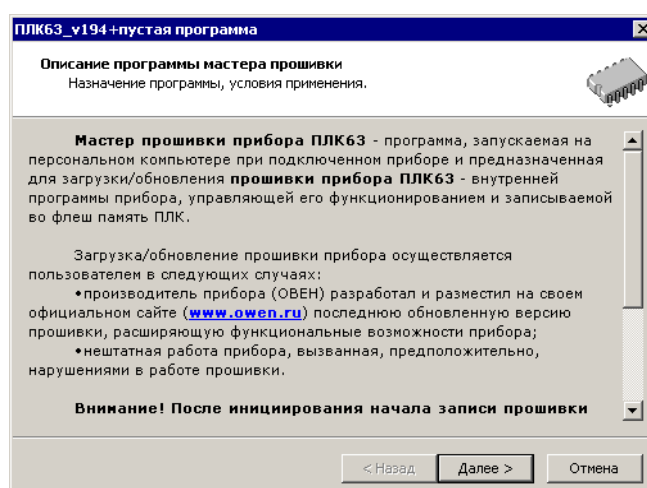 ПЛК63_v194+пустая программа
Описание программы мастера прошивки
Назначение программы, условия применения.
Мастер прошивки прибора ПЛК63 - программа, запускаемая на
персональном компьютере при подключенном приборе и предназначенная
для загрузки/обновления прошивки прибора ПЛК63 - внутренней
программы прибора, управляющей его функционированием и записываемой
во флеш память ПЛК.
Загрузка/обновление прошивки прибора осуществляется
пользователем в следующих случаях:
•производитель прибора (ОВЕН) разработал и разместил на своем
официальном сайте (www.owen.ru) последнюю обновленную версию
прошивки, расширяющую функциональные возможности прибора;
•нештатная работа прибора, вызванная, предположительно,
нарушениями в работе прошивки.
Внимание! После инициирования начала записи прошивки
< Назад Далее > Отмена